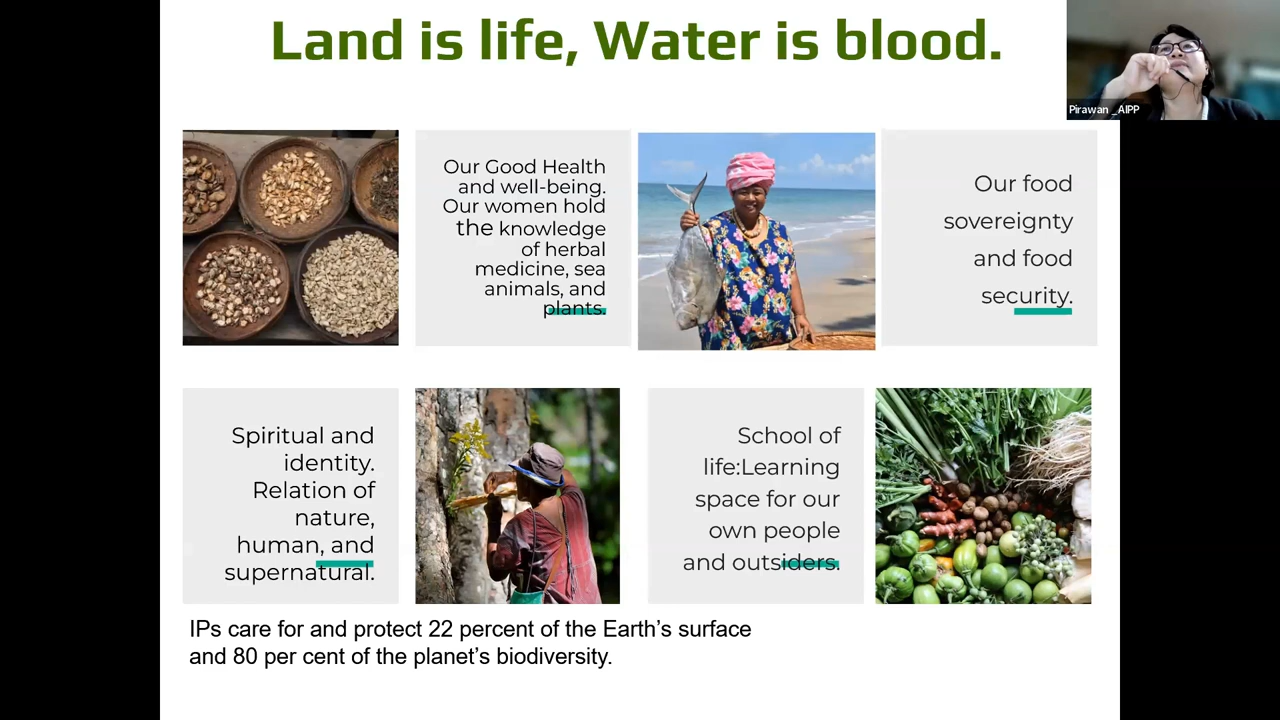 Land is life, Water is blood.
Pirawan _AIPP
Our Good Health
and well-being.
Our women hold
the knowledge
of herbal
medicine, sea
animals, and
plants.
Our food
sovereignty
and food
security.
Spiritual and
identity.
Relation of
nature,
human, and
supernatural.
School of
life:Learning
space for our
own people
and outsiders.
IPs care for and protect 22 percent of the Earth’s surface
and 80 per cent of the planet’s biodiversity.